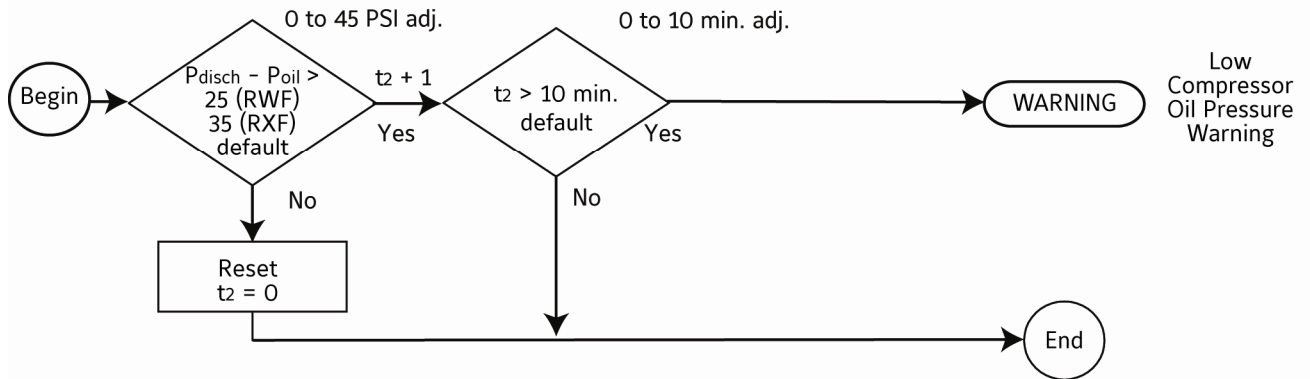 0 to 45 PSI adj.
0 to 10 min. adj.
Begin
Pdisch – Poil >
25 (RWF)
35 (RXF)
default
t2 + 1
Yes
t2 > 10 min.
default
Yes
WARNING
Low
Compressor
Oil Pressure
Warning
No
No
Reset
t2 = 0
End